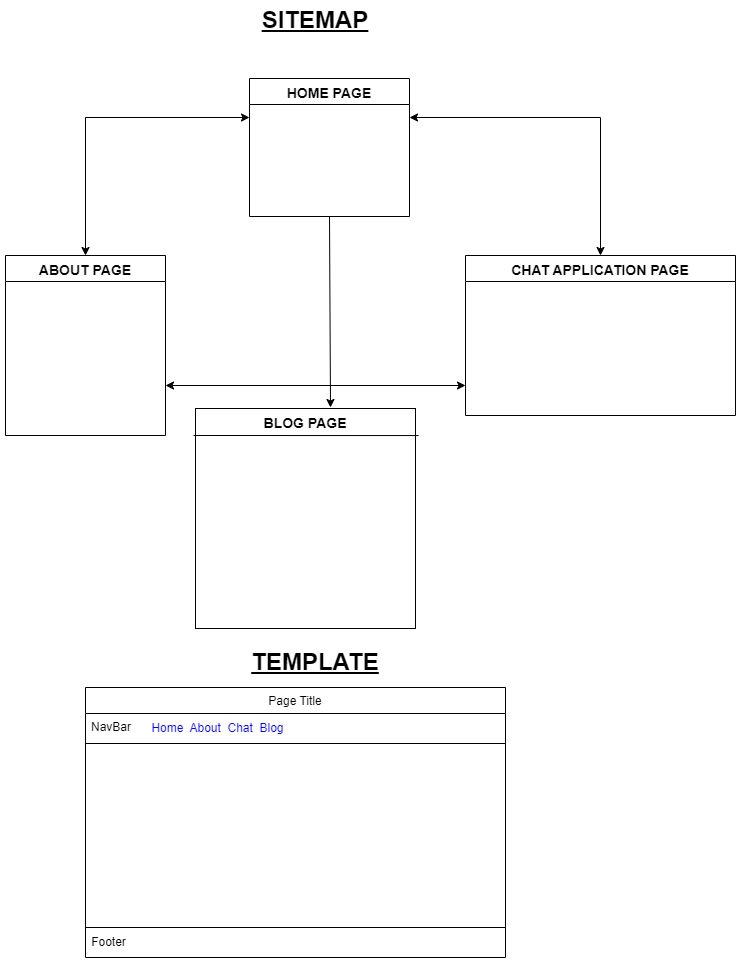 SITEMAP
HOME PAGE
ABOUT PAGE
CHAT APPLICATION PAGE
BLOG PAGE
TEMPLATE
Page Title
NavBar Home About Chat Blog
Footer